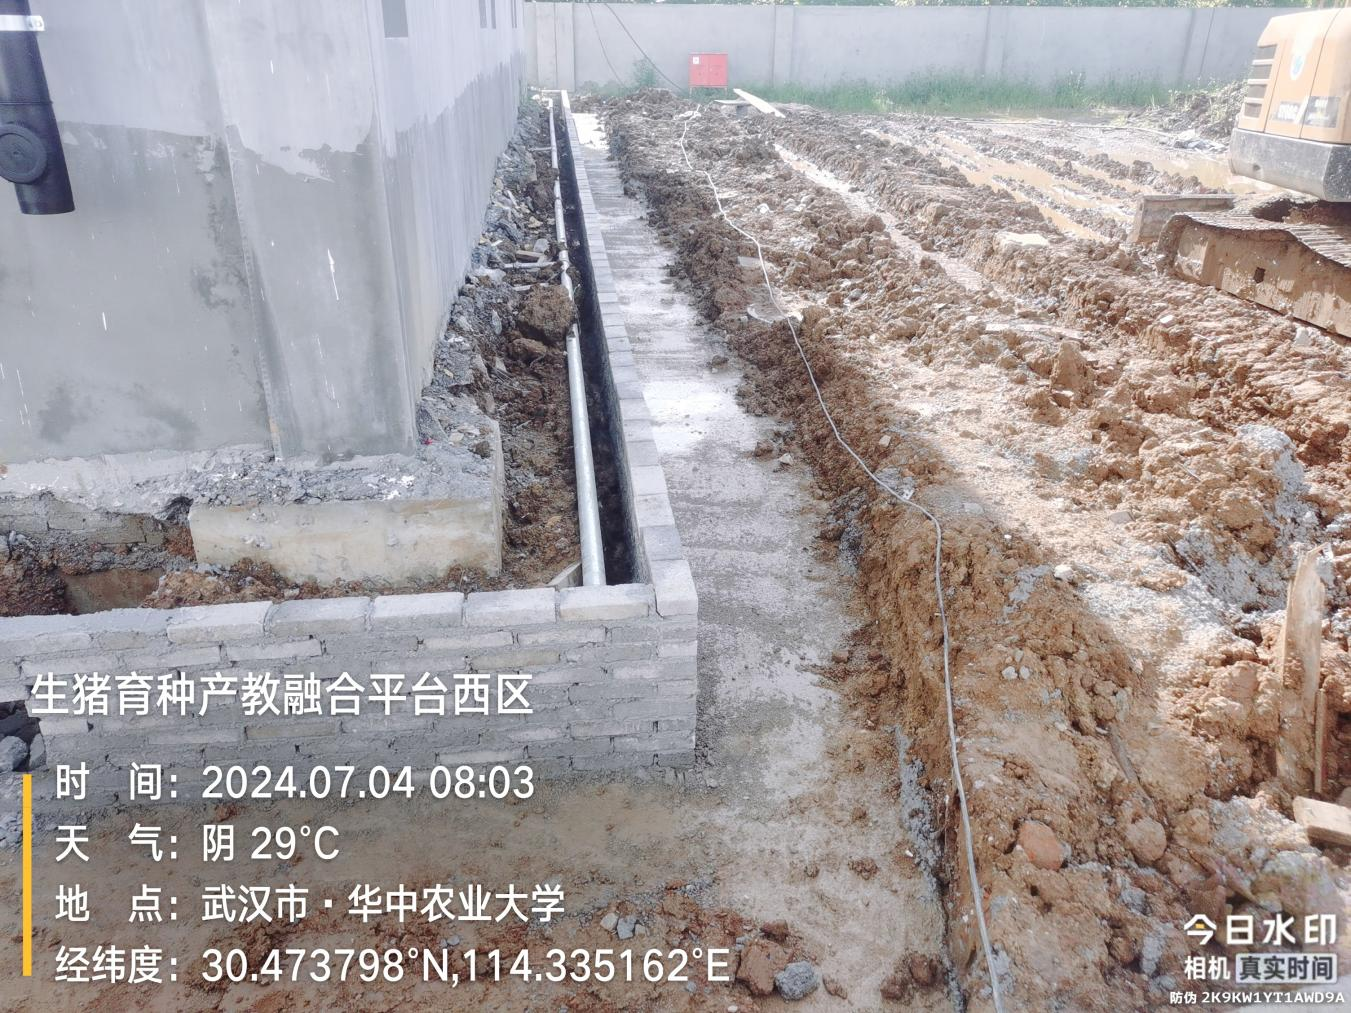 生猪育种产教融合平台西区
时 间：2024.07.04 08:03
天 气：阴 29℃
地 点：武汉市·华中农业大学
经纬度：30.473798°N,114.335162°E
今日水印
相机 真实时间
防伪 2K9KW1YT1AWD9A